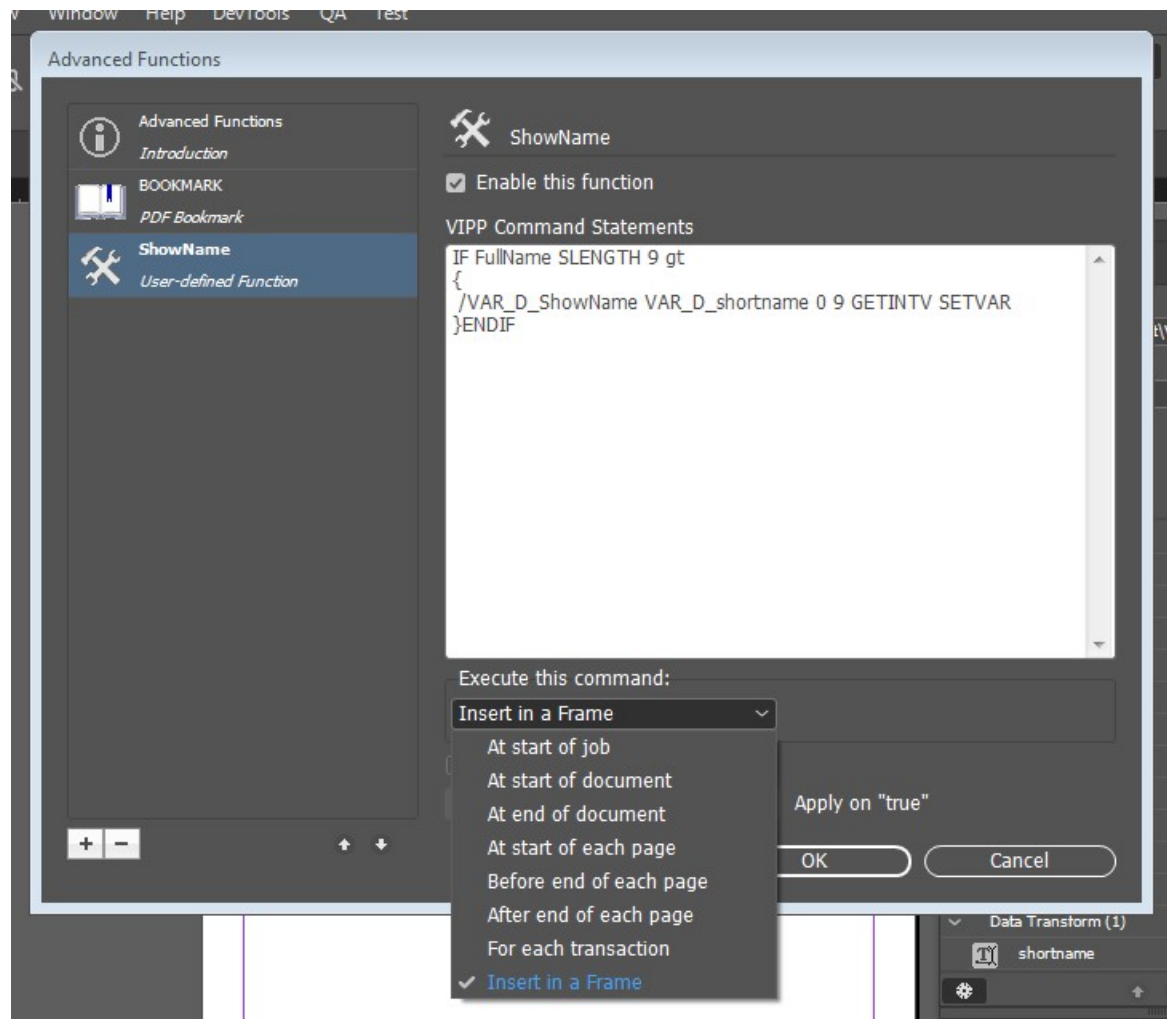 Window Help DevTools QA Test
Advanced Functions
Advanced Functions
Introduction
BOOKMARK
PDF Bookmark
ShowName
User-defined Function
ShowName
Enable this function
VIPP Command Statements
IF FullName SLENGTH 9 gt
{
/VAR_D_ShowName VAR_D_shortname 0 9 GETINTV SETVAR
}ENDIF
Execute this command:
Insert in a Frame
At start of job
At start of document
At end of document
At start of each page
Before end of each page
After end of each page
For each transaction
Insert in a Frame
Apply on "true"
+ −
OK
Cancel
Data Transform (1)
shortname